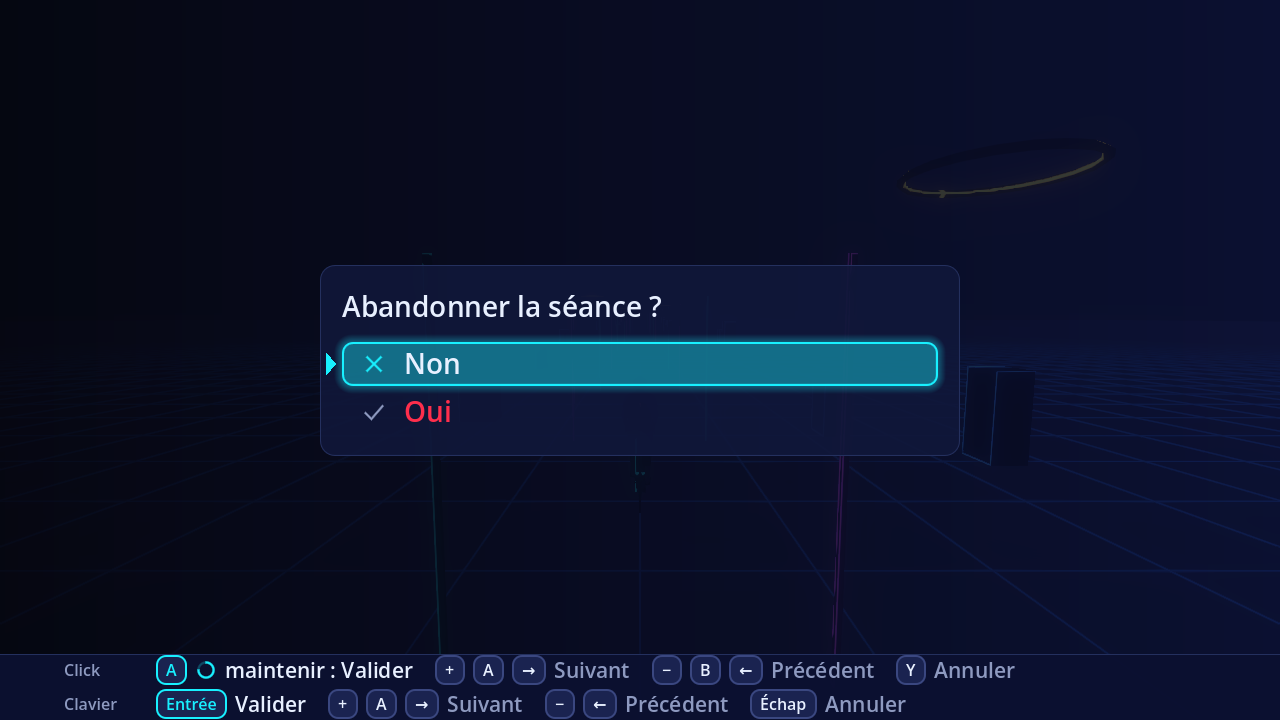 Abandonner la séance ?
Non
Oui
Click A maintenir : Valider + A → Suivant − B ← Précédent Y Annuler
Clavier Entrée Valider + A → Suivant − ← Précédent Échap Annuler